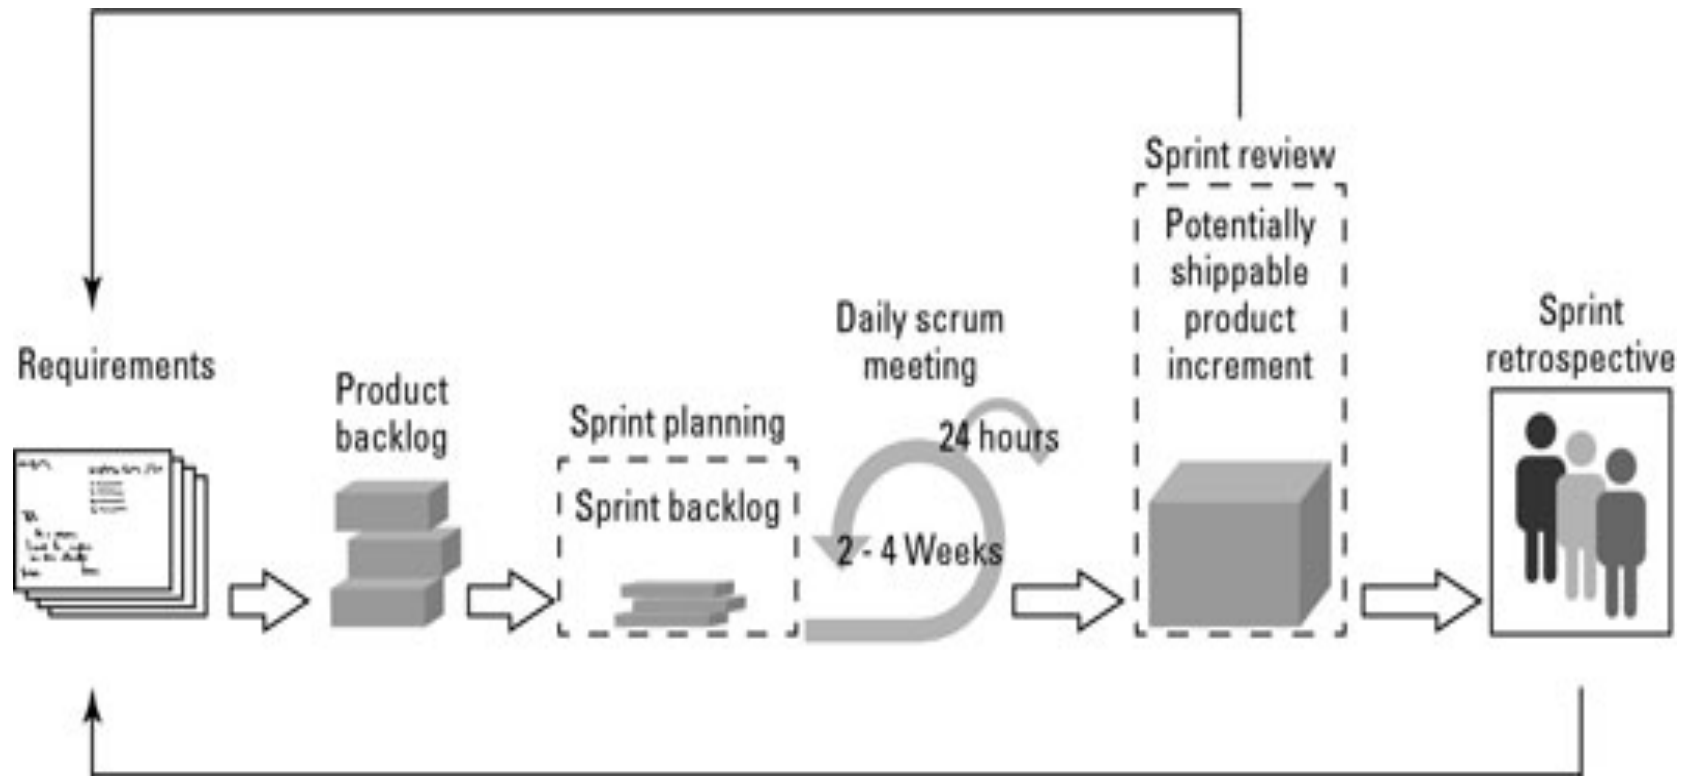 Requirements
Product
backlog
Sprint planning
Sprint backlog
Daily scrum
meeting
24 hours
2 - 4 Weeks
Sprint review
Potentially
shippable
product
increment
Sprint
retrospective